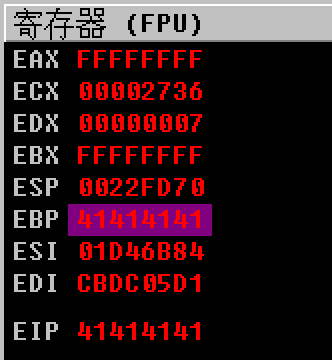 寄存器 (FPU)
EAX FFFFFFFF
ECX 00002736
EDX 00000007
EBX FFFFFFFF
ESP 0022FD70
EBP 41414141
ESI 01D46B84
EDI CBDC05D1
EIP 41414141